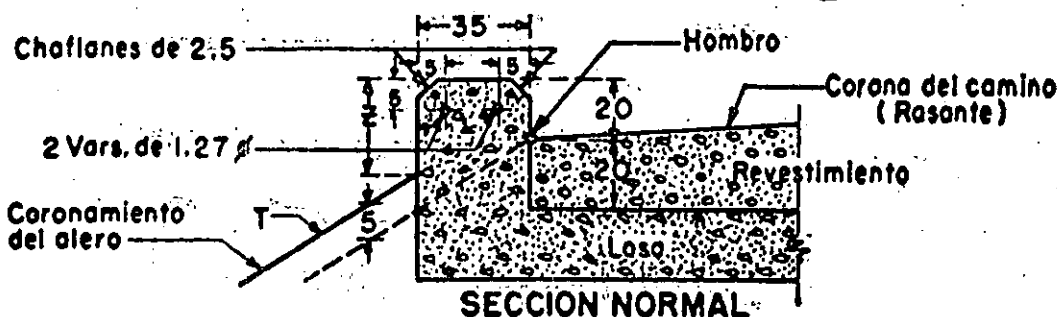 35
Chaflanes de 2.5
Hombro
5
5
5
20
Corona del camino
(Rasante)
2 Vars. de 1.27 ø
20
Revestimiento
Coronamiento
del alero
T
5
Losa
SECCION NORMAL